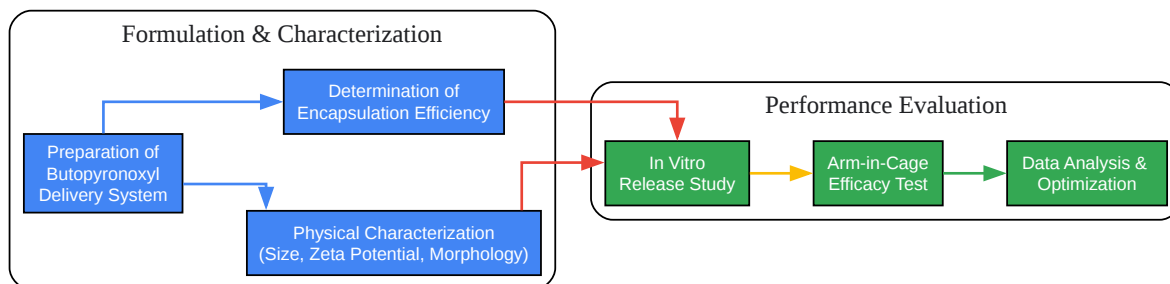 Formulation & Characterization
Preparation of
Butopyronoxyl
Delivery System
Determination of
Encapsulation Efficiency
Physical Characterization
(Size, Zeta Potential, Morphology)
Performance Evaluation
In Vitro
Release Study
Arm-in-Cage
Efficacy Test
Data Analysis &
Optimization